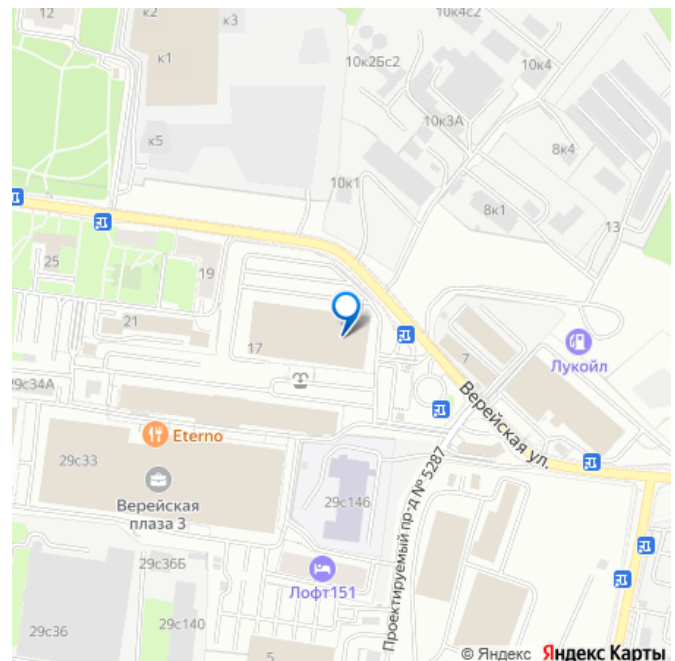 12
к2
к3
к1
10к4с2
10к2Бс2
10к4
10к3А
8к4
к5
10к1
8к1
13
25
19
21
17
7
Лукойл
29с34А
Верейская ул.
Eterno
29с33
Верейская
плаза 3
29с146
Проектируемый пр-д № 5287
29с36Б
Лофт151
29с36
29с140
5
© Яндекс Яндекс Карты